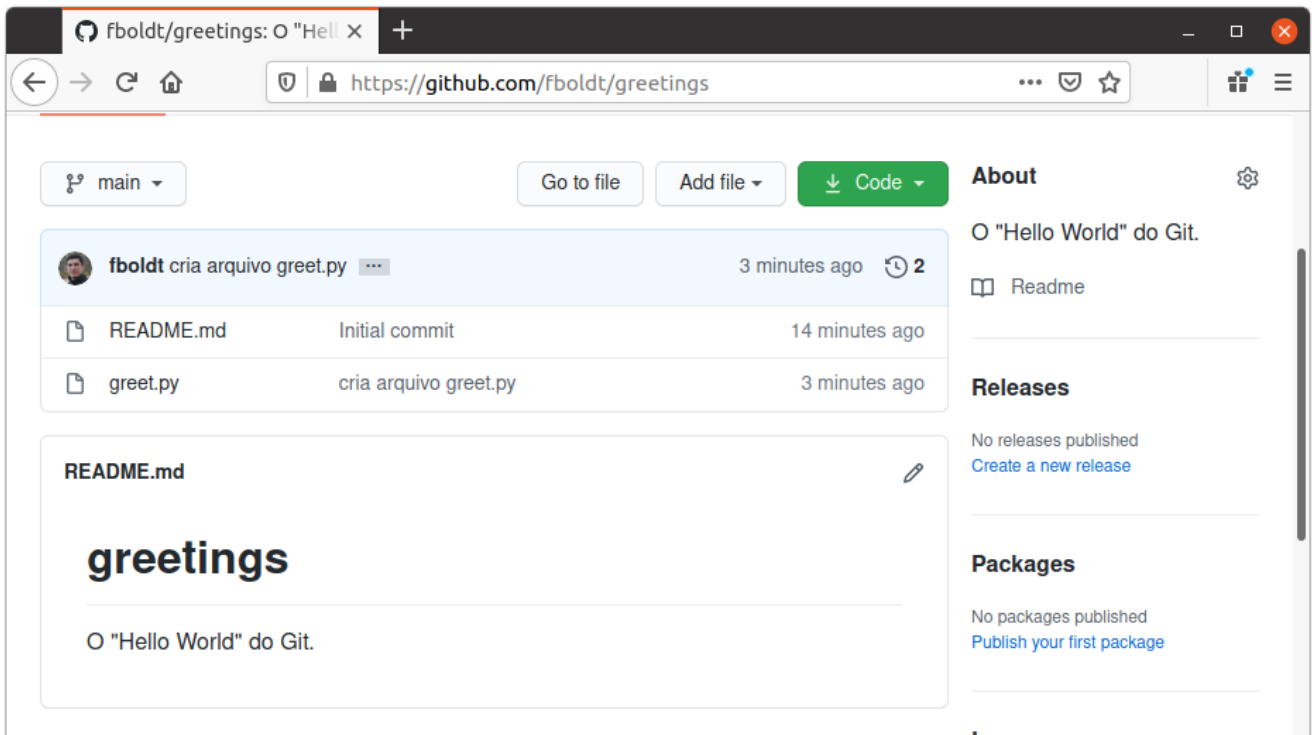 fboldt/greetings: O "Hell
https://github.com/fboldt/greetings
main
Go to file
Add file
Code
fboldt cria arquivo greet.py
3 minutes ago
2
README.md
Initial commit
14 minutes ago
greet.py
cria arquivo greet.py
3 minutes ago
README.md
greetings
O "Hello World" do Git.
About
O "Hello World" do Git.
Readme
Releases
No releases published
Create a new release
Packages
No packages published
Publish your first package